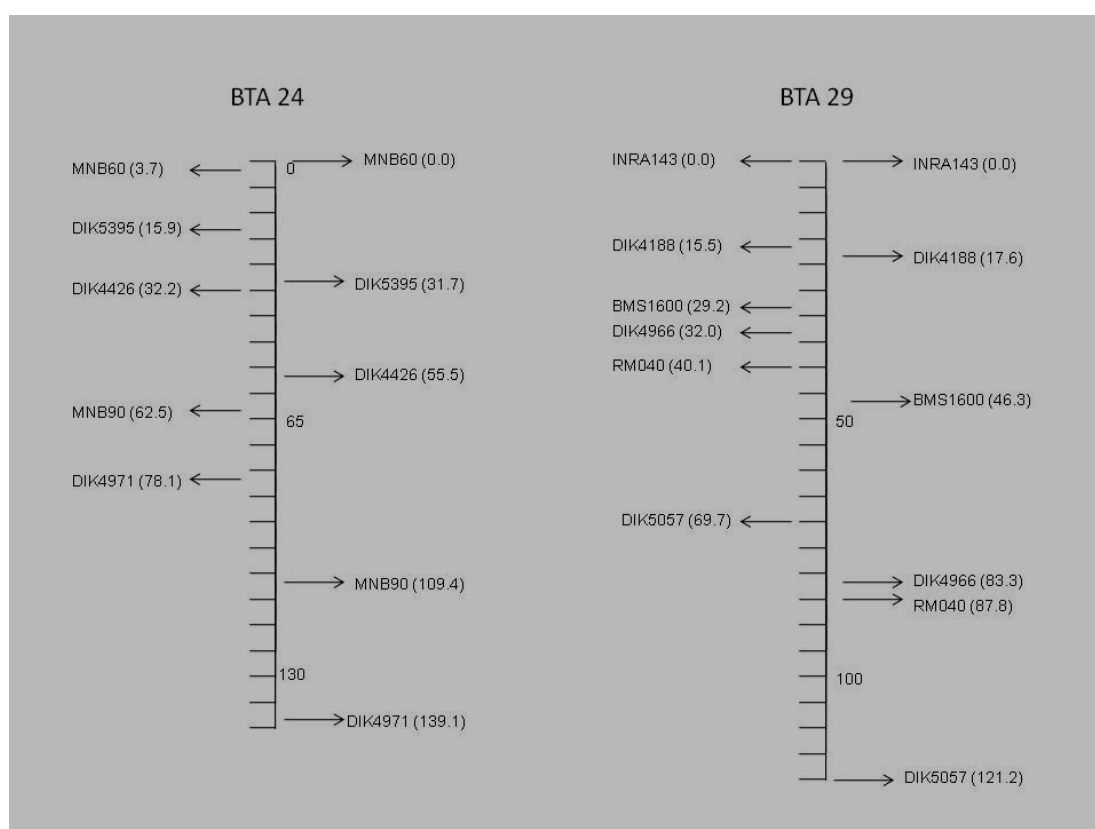 BTA 24
MNB60 (3.7)
DIK5395 (15.9)
DIK4426 (32.2)
MNB90 (62.5)
DIK4971 (78.1)
0
65
130
MNB60 (0.0)
DIK5395 (31.7)
DIK4426 (55.5)
MNB90 (109.4)
DIK4971 (139.1)
BTA 29
INRA143 (0.0)
DIK4188 (15.5)
BMS1600 (29.2)
DIK4966 (32.0)
RM040 (40.1)
DIK5057 (69.7)
50
100
INRA143 (0.0)
DIK4188 (17.6)
BMS1600 (46.3)
DIK4966 (83.3)
RM040 (87.8)
DIK5057 (121.2)